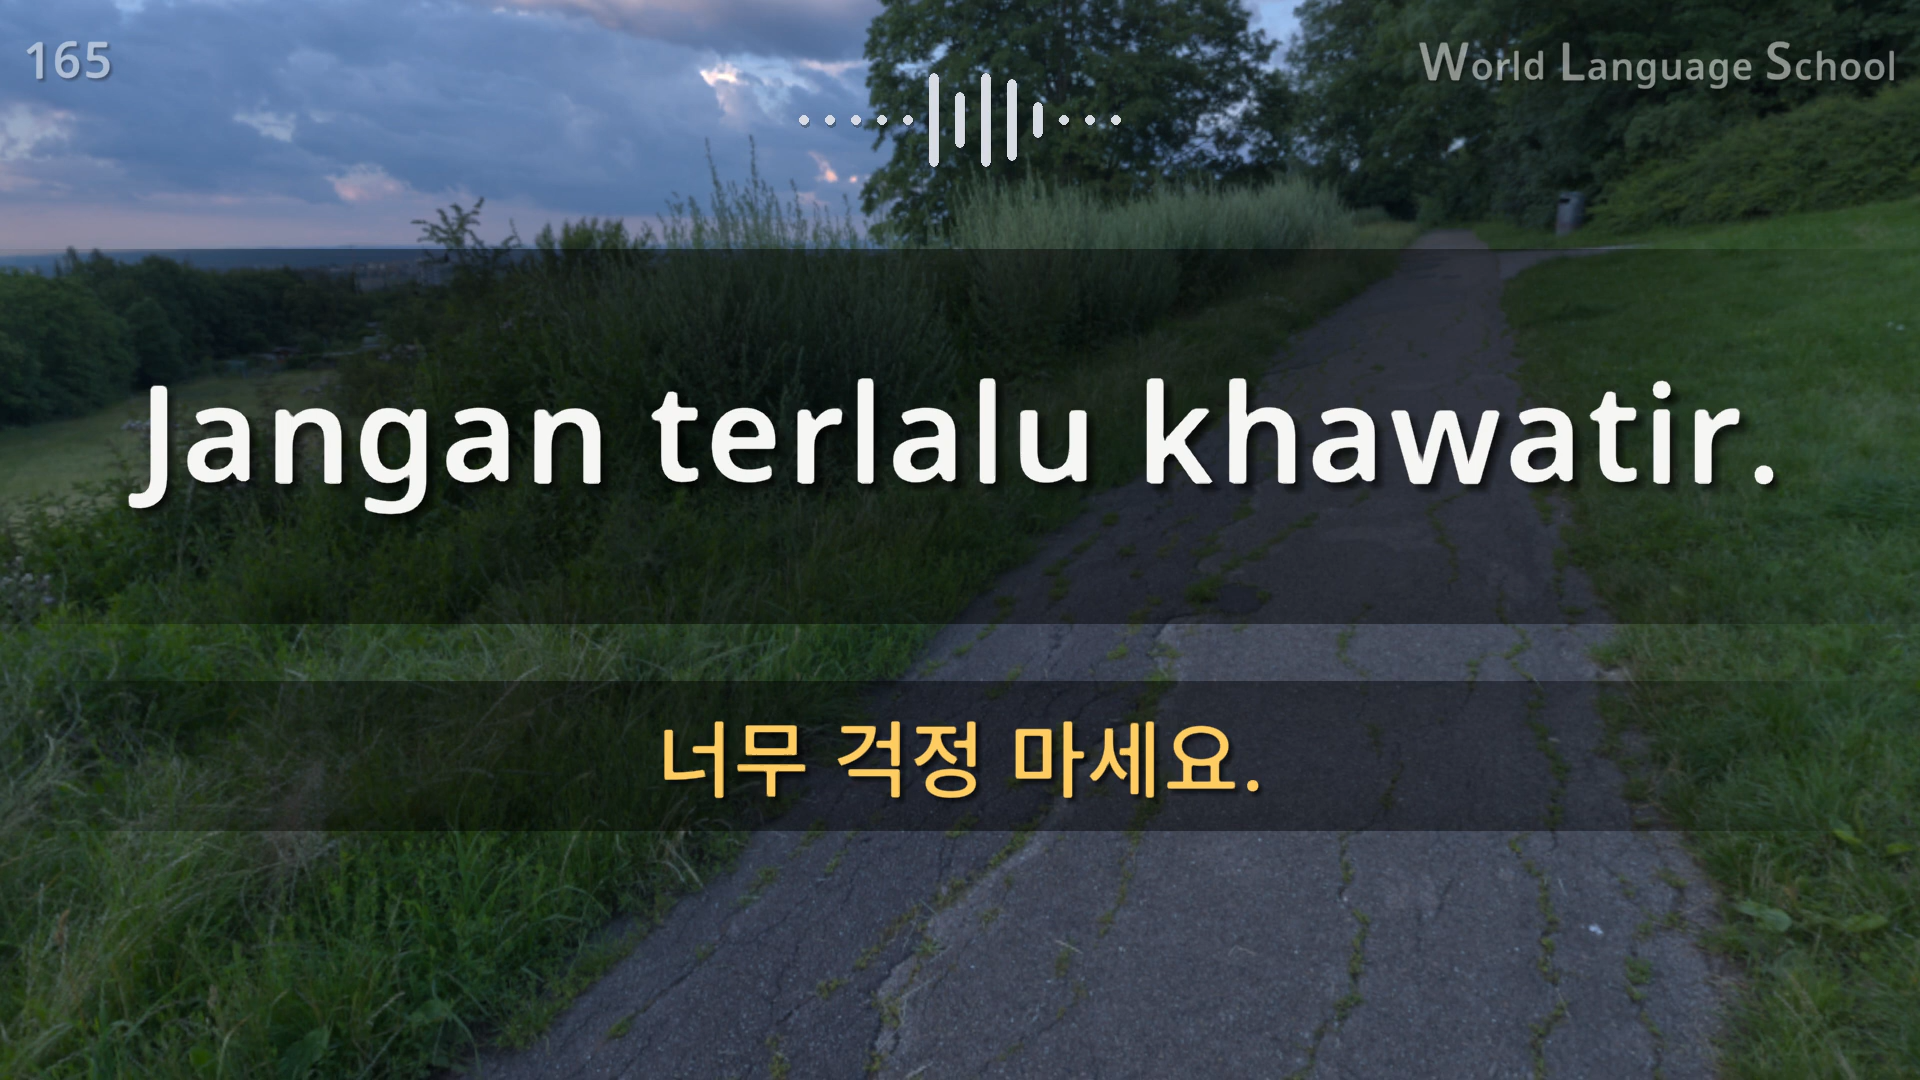 165
World Language School
Jangan terlalu khawatir.
너무 걱정 마세요.